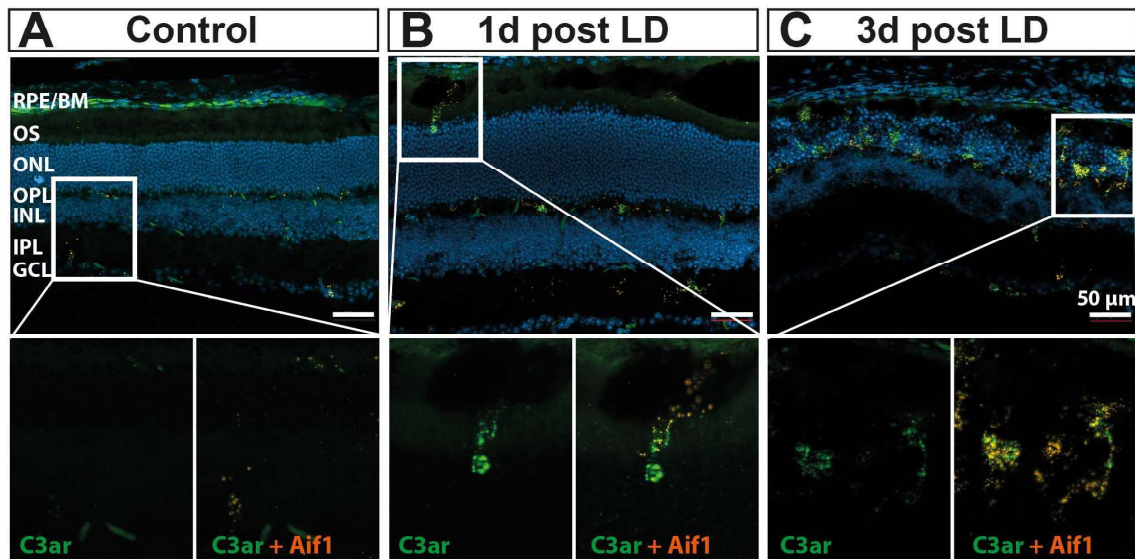 A Control
B 1d post LD
C 3d post LD
RPE/BM
OS
ONL
OPL
INL
IPL
GCL
50 µm
C3ar
C3ar + Aif1
C3ar
C3ar + Aif1
C3ar
C3ar + Aif1